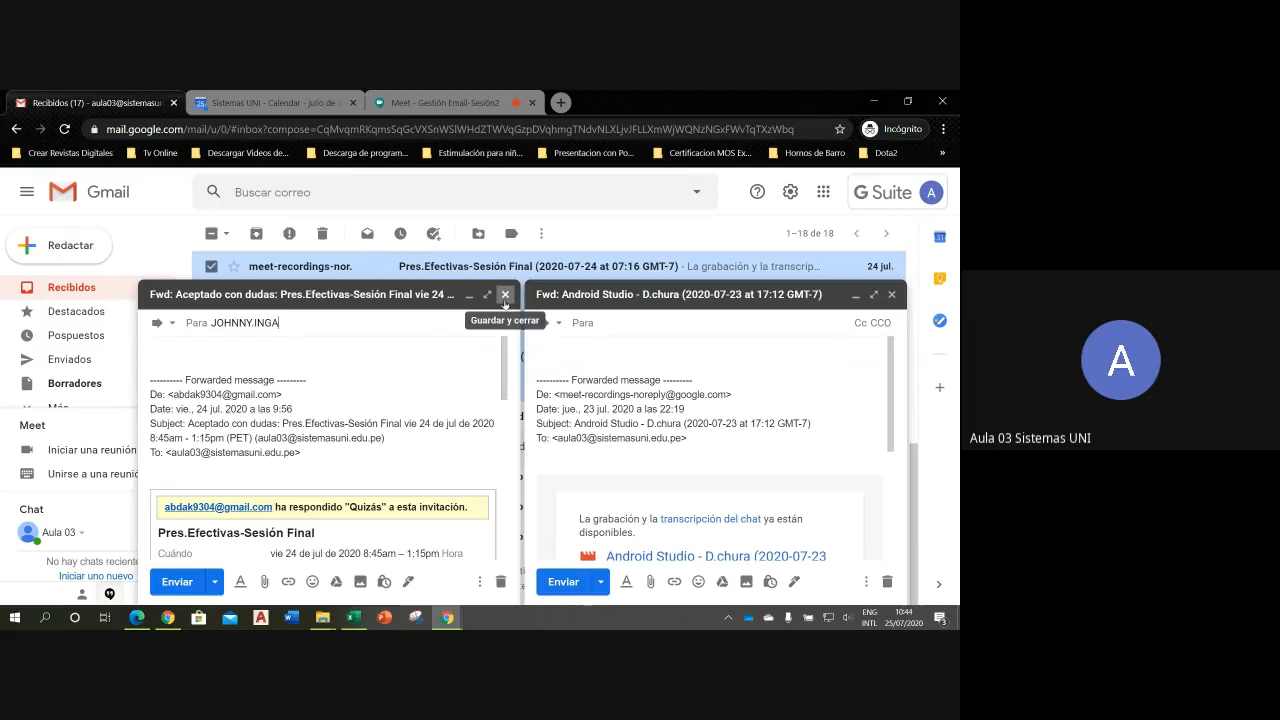 Recibidos (17) - aula03@sistemasun
Sistemas UNI - Calendar - julio de 2
Meet - Gestión Email-Sesión2
mail.google.com/mail/u/0/#inbox?compose=CqMvqmRKqmsSqGcVXSnWSlWHdZTWVqGzpDVqhmgTNdvNLXLjvJFLLXmWjWQNzNGxFWvTqTXzWbq
Incógnito
Crear Revistas Digitales
Tv Online
Descargar Videos de...
Descarga de program...
Estimulación para niñ...
Presentacion con Po...
Certificacion MOS Ex...
Hornos de Barro
Dota2
»
Gmail
Buscar correo
G Suite
A
Redactar
1–18 de 18
31
meet-recordings-nor.
Pres.Efectivas-Sesión Final (2020-07-24 at 07:16 GMT-7) - La grabación y la transcrip...
24 jul.
Recibidos
Destacados
Pospuestos
Enviados
Borradores
Más
Meet
Iniciar una reunión
Unirse a una reunió
Chat
Aula 03
No hay chats recientes
Iniciar uno nuevo
Fwd: Aceptado con dudas: Pres.Efectivas-Sesión Final vie 24 ...
Para JOHNNY.INGA
Guardar y cerrar
---------- Forwarded message ---------
De: <abdak9304@gmail.com>
Date: vie., 24 jul. 2020 a las 9:56
Subject: Aceptado con dudas: Pres.Efectivas-Sesión Final vie 24 de jul de 2020
8:45am - 1:15pm (PET) (aula03@sistemasuni.edu.pe)
To: <aula03@sistemasuni.edu.pe>
abdak9304@gmail.com ha respondido "Quizás" a esta invitación.
Pres.Efectivas-Sesión Final
Cuándo
vie 24 de jul de 2020 8:45am – 1:15pm Hora
Enviar
Fwd: Android Studio - D.chura (2020-07-23 at 17:12 GMT-7)
Para
Cc CCO
---------- Forwarded message ---------
De: <meet-recordings-noreply@google.com>
Date: jue., 23 jul. 2020 a las 22:19
Subject: Android Studio - D.chura (2020-07-23 at 17:12 GMT-7)
To: <aula03@sistemasuni.edu.pe>
La grabación y la transcripción del chat ya están
disponibles.
Android Studio - D.chura (2020-07-23
Enviar
ENG
INTL
10:44
25/07/2020
A
Aula 03 Sistemas UNI